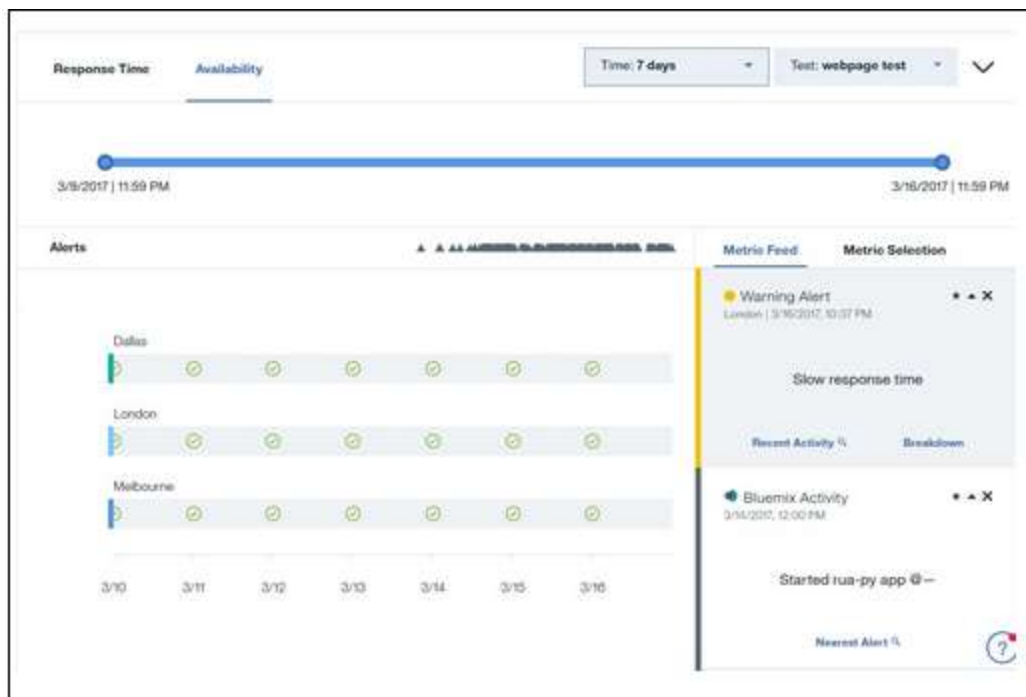 Response Time Availability Time: 7 days Test: webpage test
3/9/2017 | 11:59 PM 3/16/2017 | 11:59 PM
Alerts Metric Feed Metric Selection
Warning Alert
London | 3/16/2017, 10:37 PM
Slow response time
Recent Activity Breakdown
Dallas
London
Melbourne
3/10 3/11 3/12 3/13 3/14 3/15 3/16
Bluemix Activity
3/14/2017, 12:00 PM
Started rua-py app @—
Nearest Alert
?